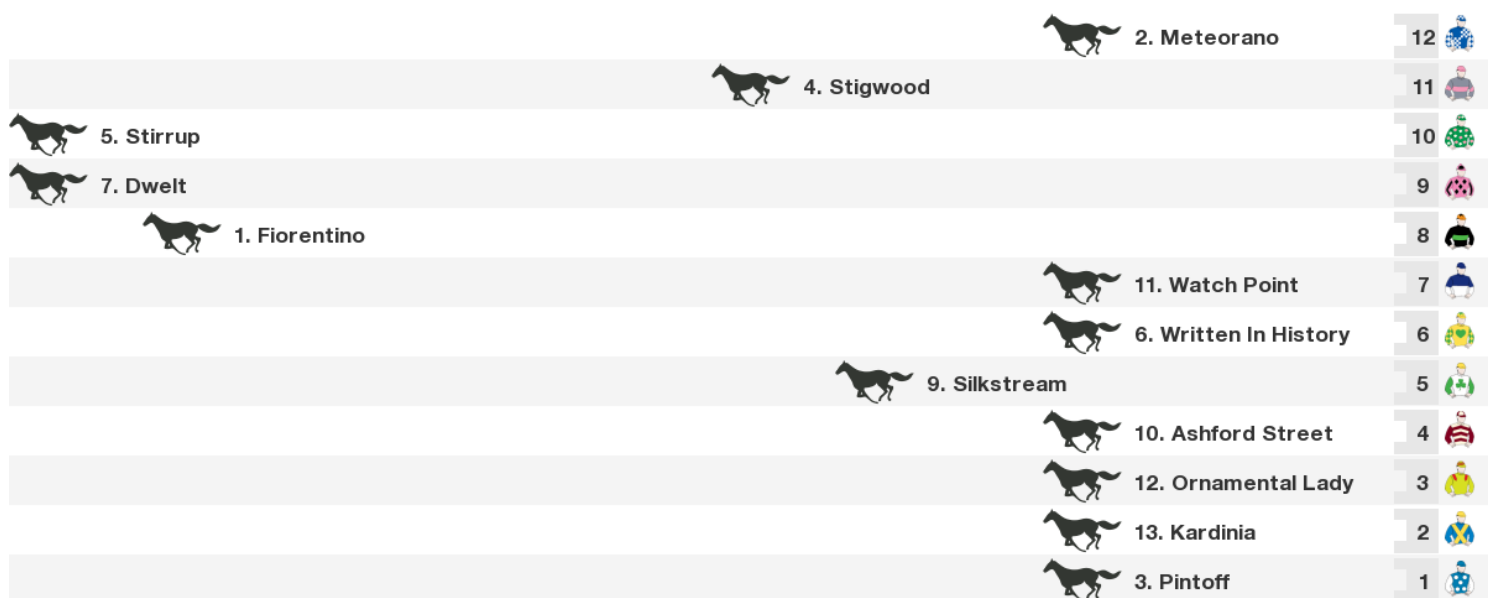 2. Meteorano 12
4. Stigwood 11
5. Stirrup 10
7. Dwelt 9
1. Fiorentino 8
11. Watch Point 7
6. Written In History 6
9. Silkstream 5
10. Ashford Street 4
12. Ornamental Lady 3
13. Kardinia 2
3. Pintoff 1